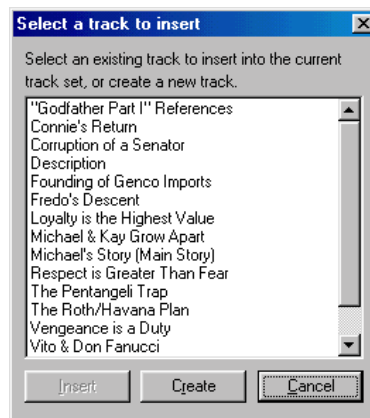 Select a track to insert
Select an existing track to insert into the current
track set, or create a new track.
"Godfather Part I" References
Connie's Return
Corruption of a Senator
Description
Founding of Genco Imports
Fredo's Descent
Loyalty is the Highest Value
Michael & Kay Grow Apart
Michael's Story (Main Story)
Respect is Greater Than Fear
The Pentangeli Trap
The Roth/Havana Plan
Vengeance is a Duty
Vito & Don Fanucci
Insert Create Cancel